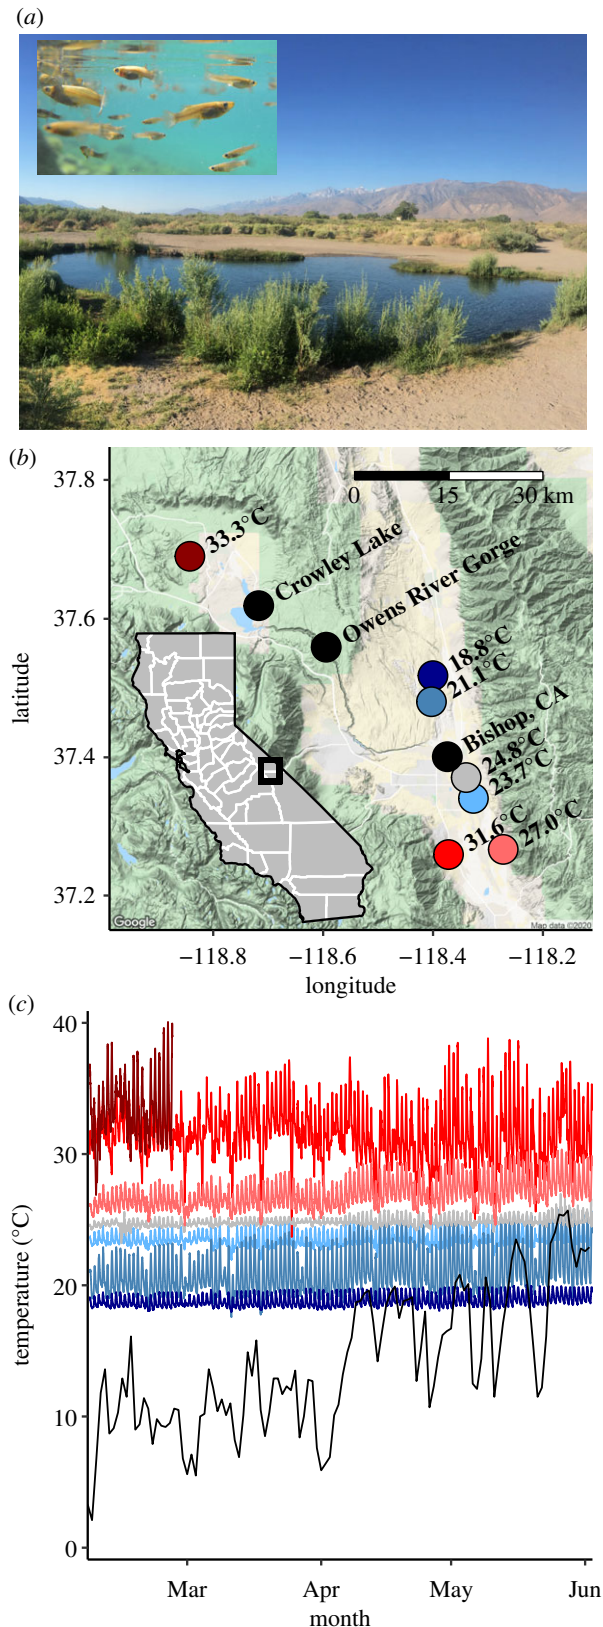 (a)
(b)
37.8
37.6
37.4
37.2
latitude
0 15 30 km
33.3°C
Crowley Lake
Owens River Gorge
18.8°C
21.1°C
Bishop, CA
24.8°C
23.7°C
31.6°C
27.0°C
Google
Map data ©2020
−118.8 −118.6 −118.4 −118.2
longitude
(c)
40
30
20
10
0
temperature (°C)
Mar Apr May Jun
month